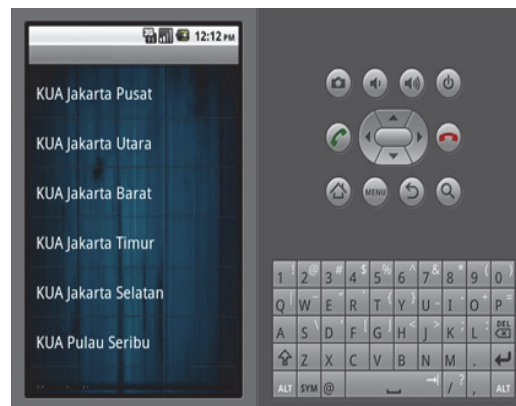 3G
12:12 PM
KUA Jakarta Pusat
KUA Jakarta Utara
KUA Jakarta Barat
KUA Jakarta Timur
KUA Jakarta Selatan
KUA Pulau Seribu
MENU
1 ! 2 @ 3 # 4 $ 5 % 6 ^ 7 & 8 * 9 ( 0 )
Q | W ~ E " R ` T { Y } U _ I - O + P =
A S \ D ' F [ G ] H < J > K ; L : DEL
Z X C V B N M .
ALT SYM @ / ? , ALT